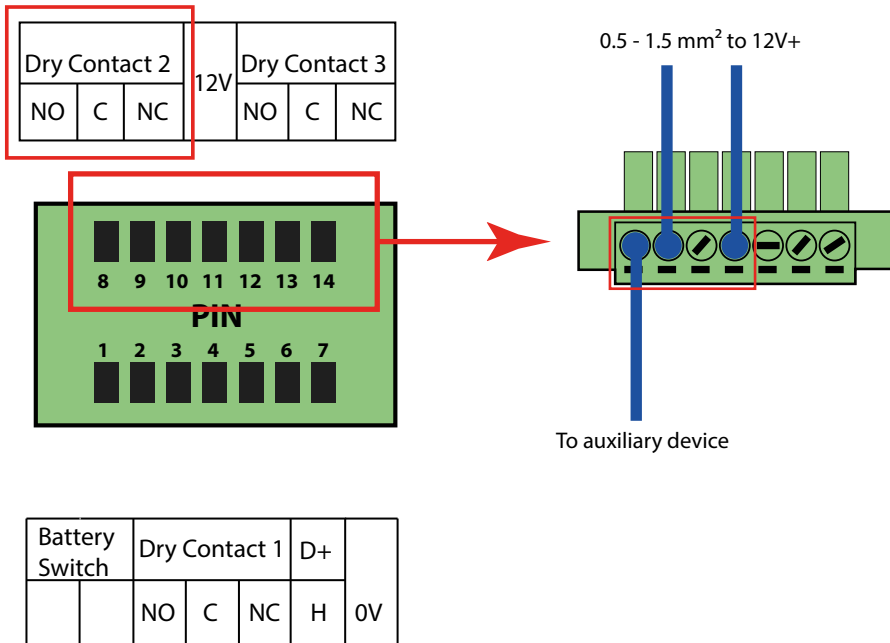 0.5 - 1.5 mm² to 12V+
Dry Contact 2 12V Dry Contact 3
NO C NC NO C NC
8 9 10 11 12 13 14
PIN
1 2 3 4 5 6 7
To auxiliary device
Battery Switch Dry Contact 1 D+
NO C NC H 0V